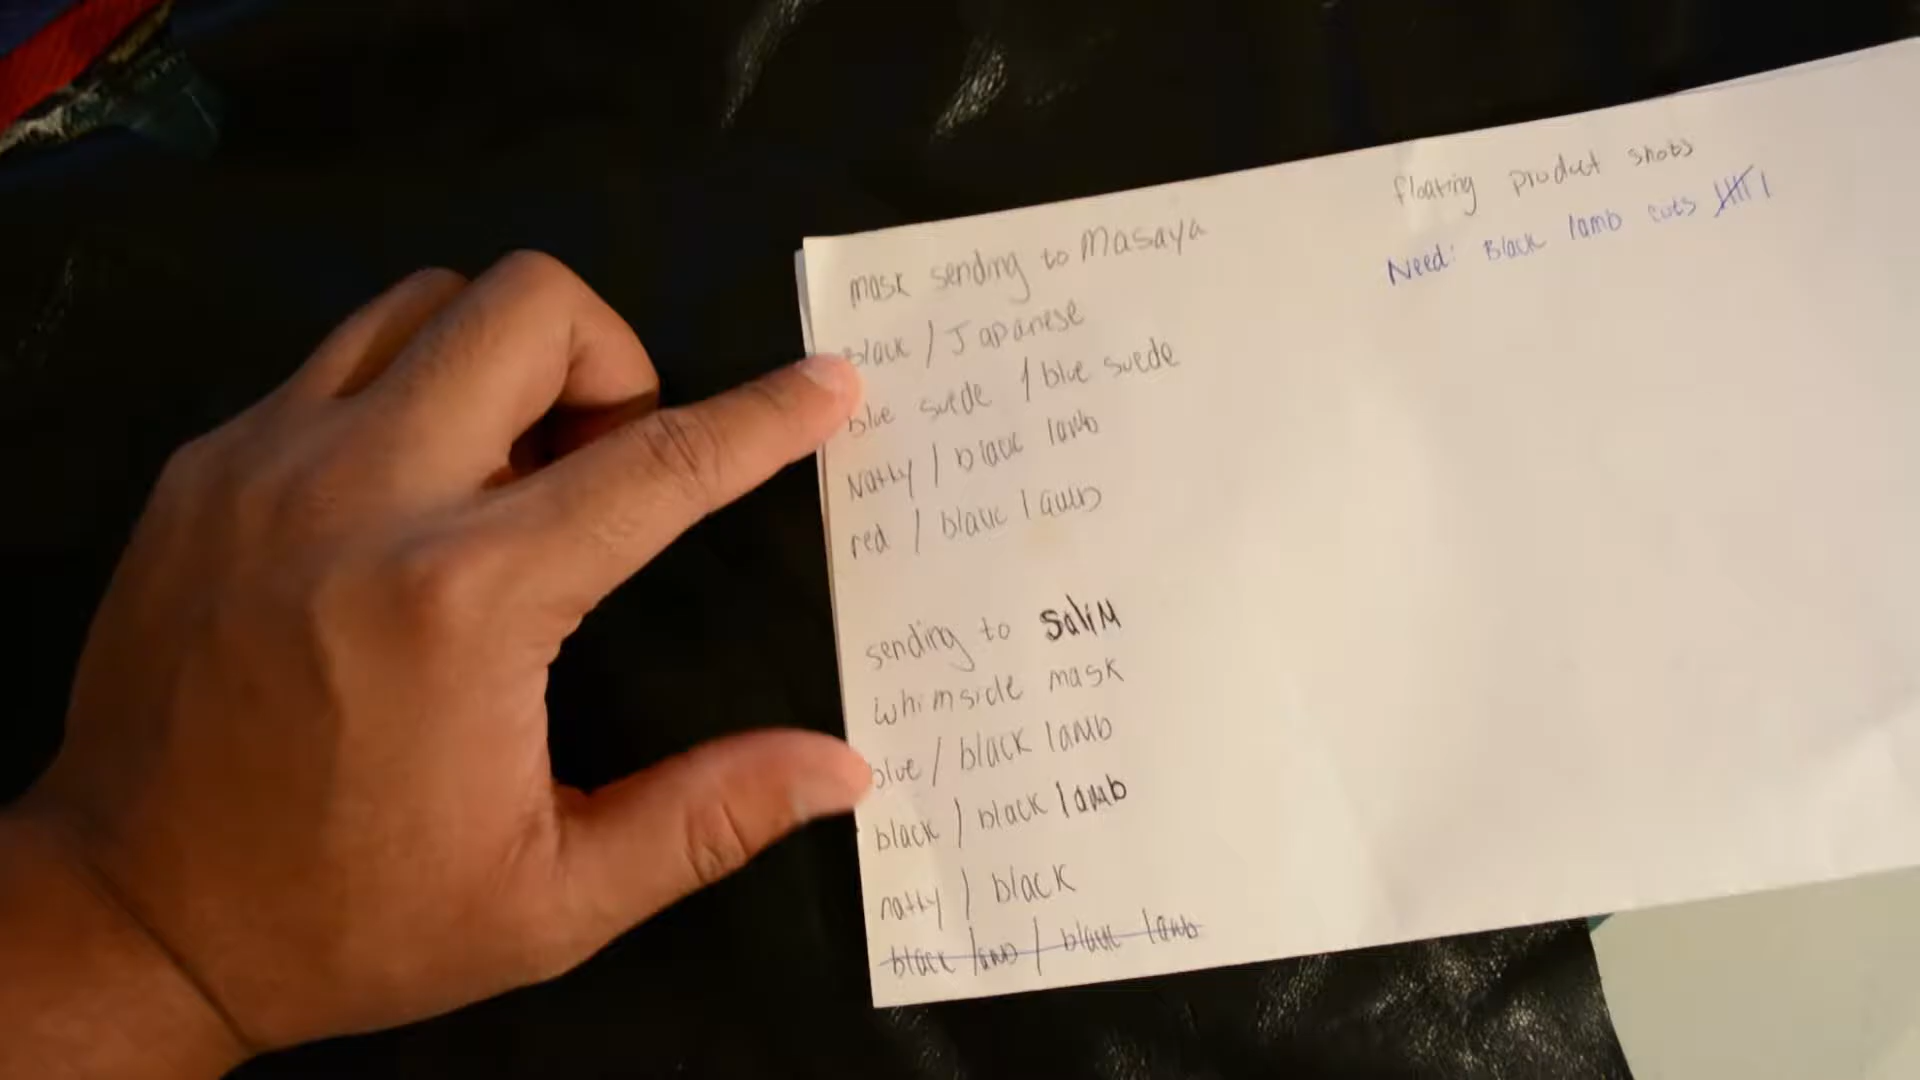 mask sending to Masaya
black / Japanese
blue suede / blue suede
Natty / black lamb
red / black lamb
sending to Salim
whimsicle mask
blue / black lamb
black / black lamb
natty / black
black lamb / black lamb
floating product shots
Need: Black lamb cuts